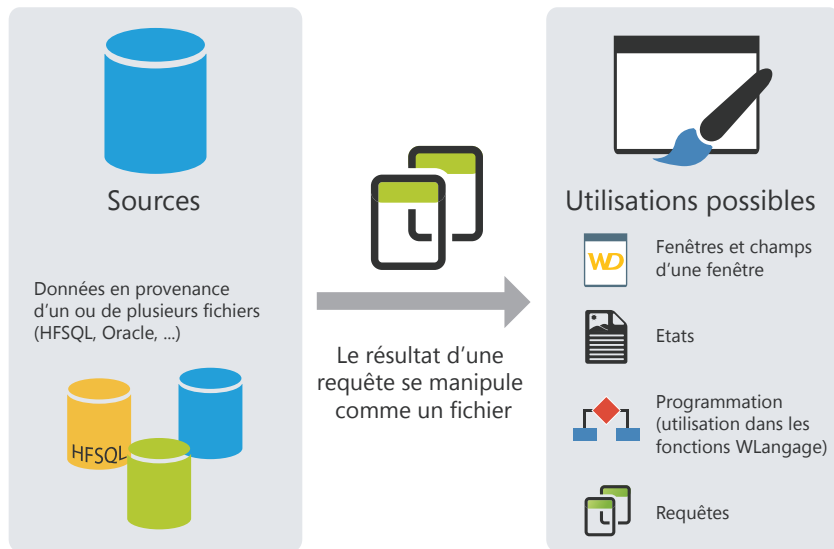 Sources
Données en provenance
d'un ou de plusieurs fichiers
(HFSQL, Oracle, ...)
HFSQL
Le résultat d'une
requête se manipule
comme un fichier
Utilisations possibles
WD
Fenêtres et champs
d'une fenêtre
Etats
Programmation
(utilisation dans les
fonctions WLangage)
Requêtes